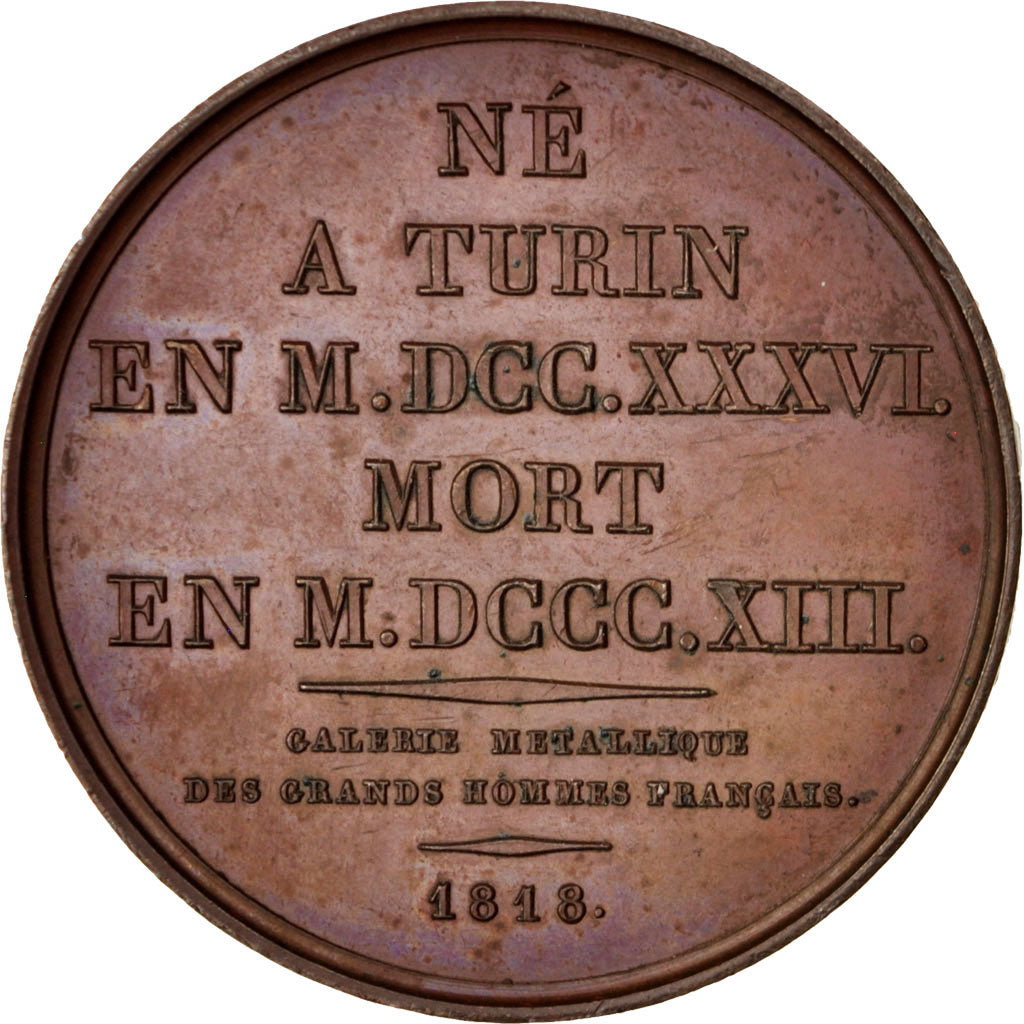 NÉ
A TURIN
EN M.DCC.XXXVI.
MORT
EN M.DCCC.XIII.
GALERIE METALLIQUE
DES GRANDS HOMMES FRANÇAIS.
1818.